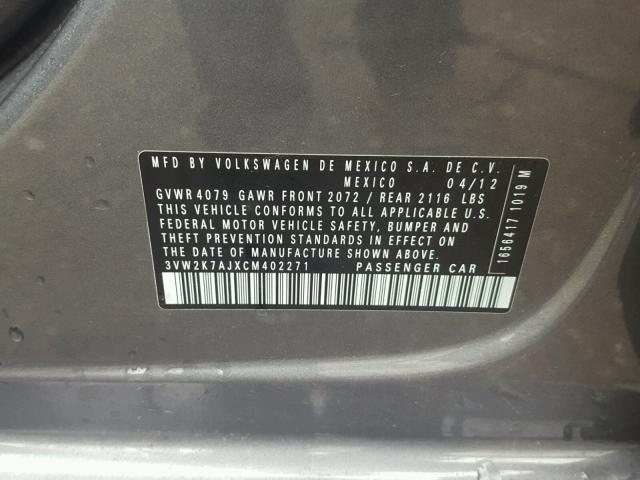 MFD BY VOLKSWAGEN DE MEXICO S.A. DE C.V.
MEXICO 04/12
GVWR 4079 GAWR FRONT 2072 / REAR 2116 LBS
THIS VEHICLE CONFORMS TO ALL APPLICABLE U.S.
FEDERAL MOTOR VEHICLE SAFETY, BUMPER AND
THEFT PREVENTION STANDARDS IN EFFECT ON
THE DATE OF MANUFACTURE SHOWN ABOVE.
3VW2K7AJXCM402271 PASSENGER CAR
1656417 1019 M